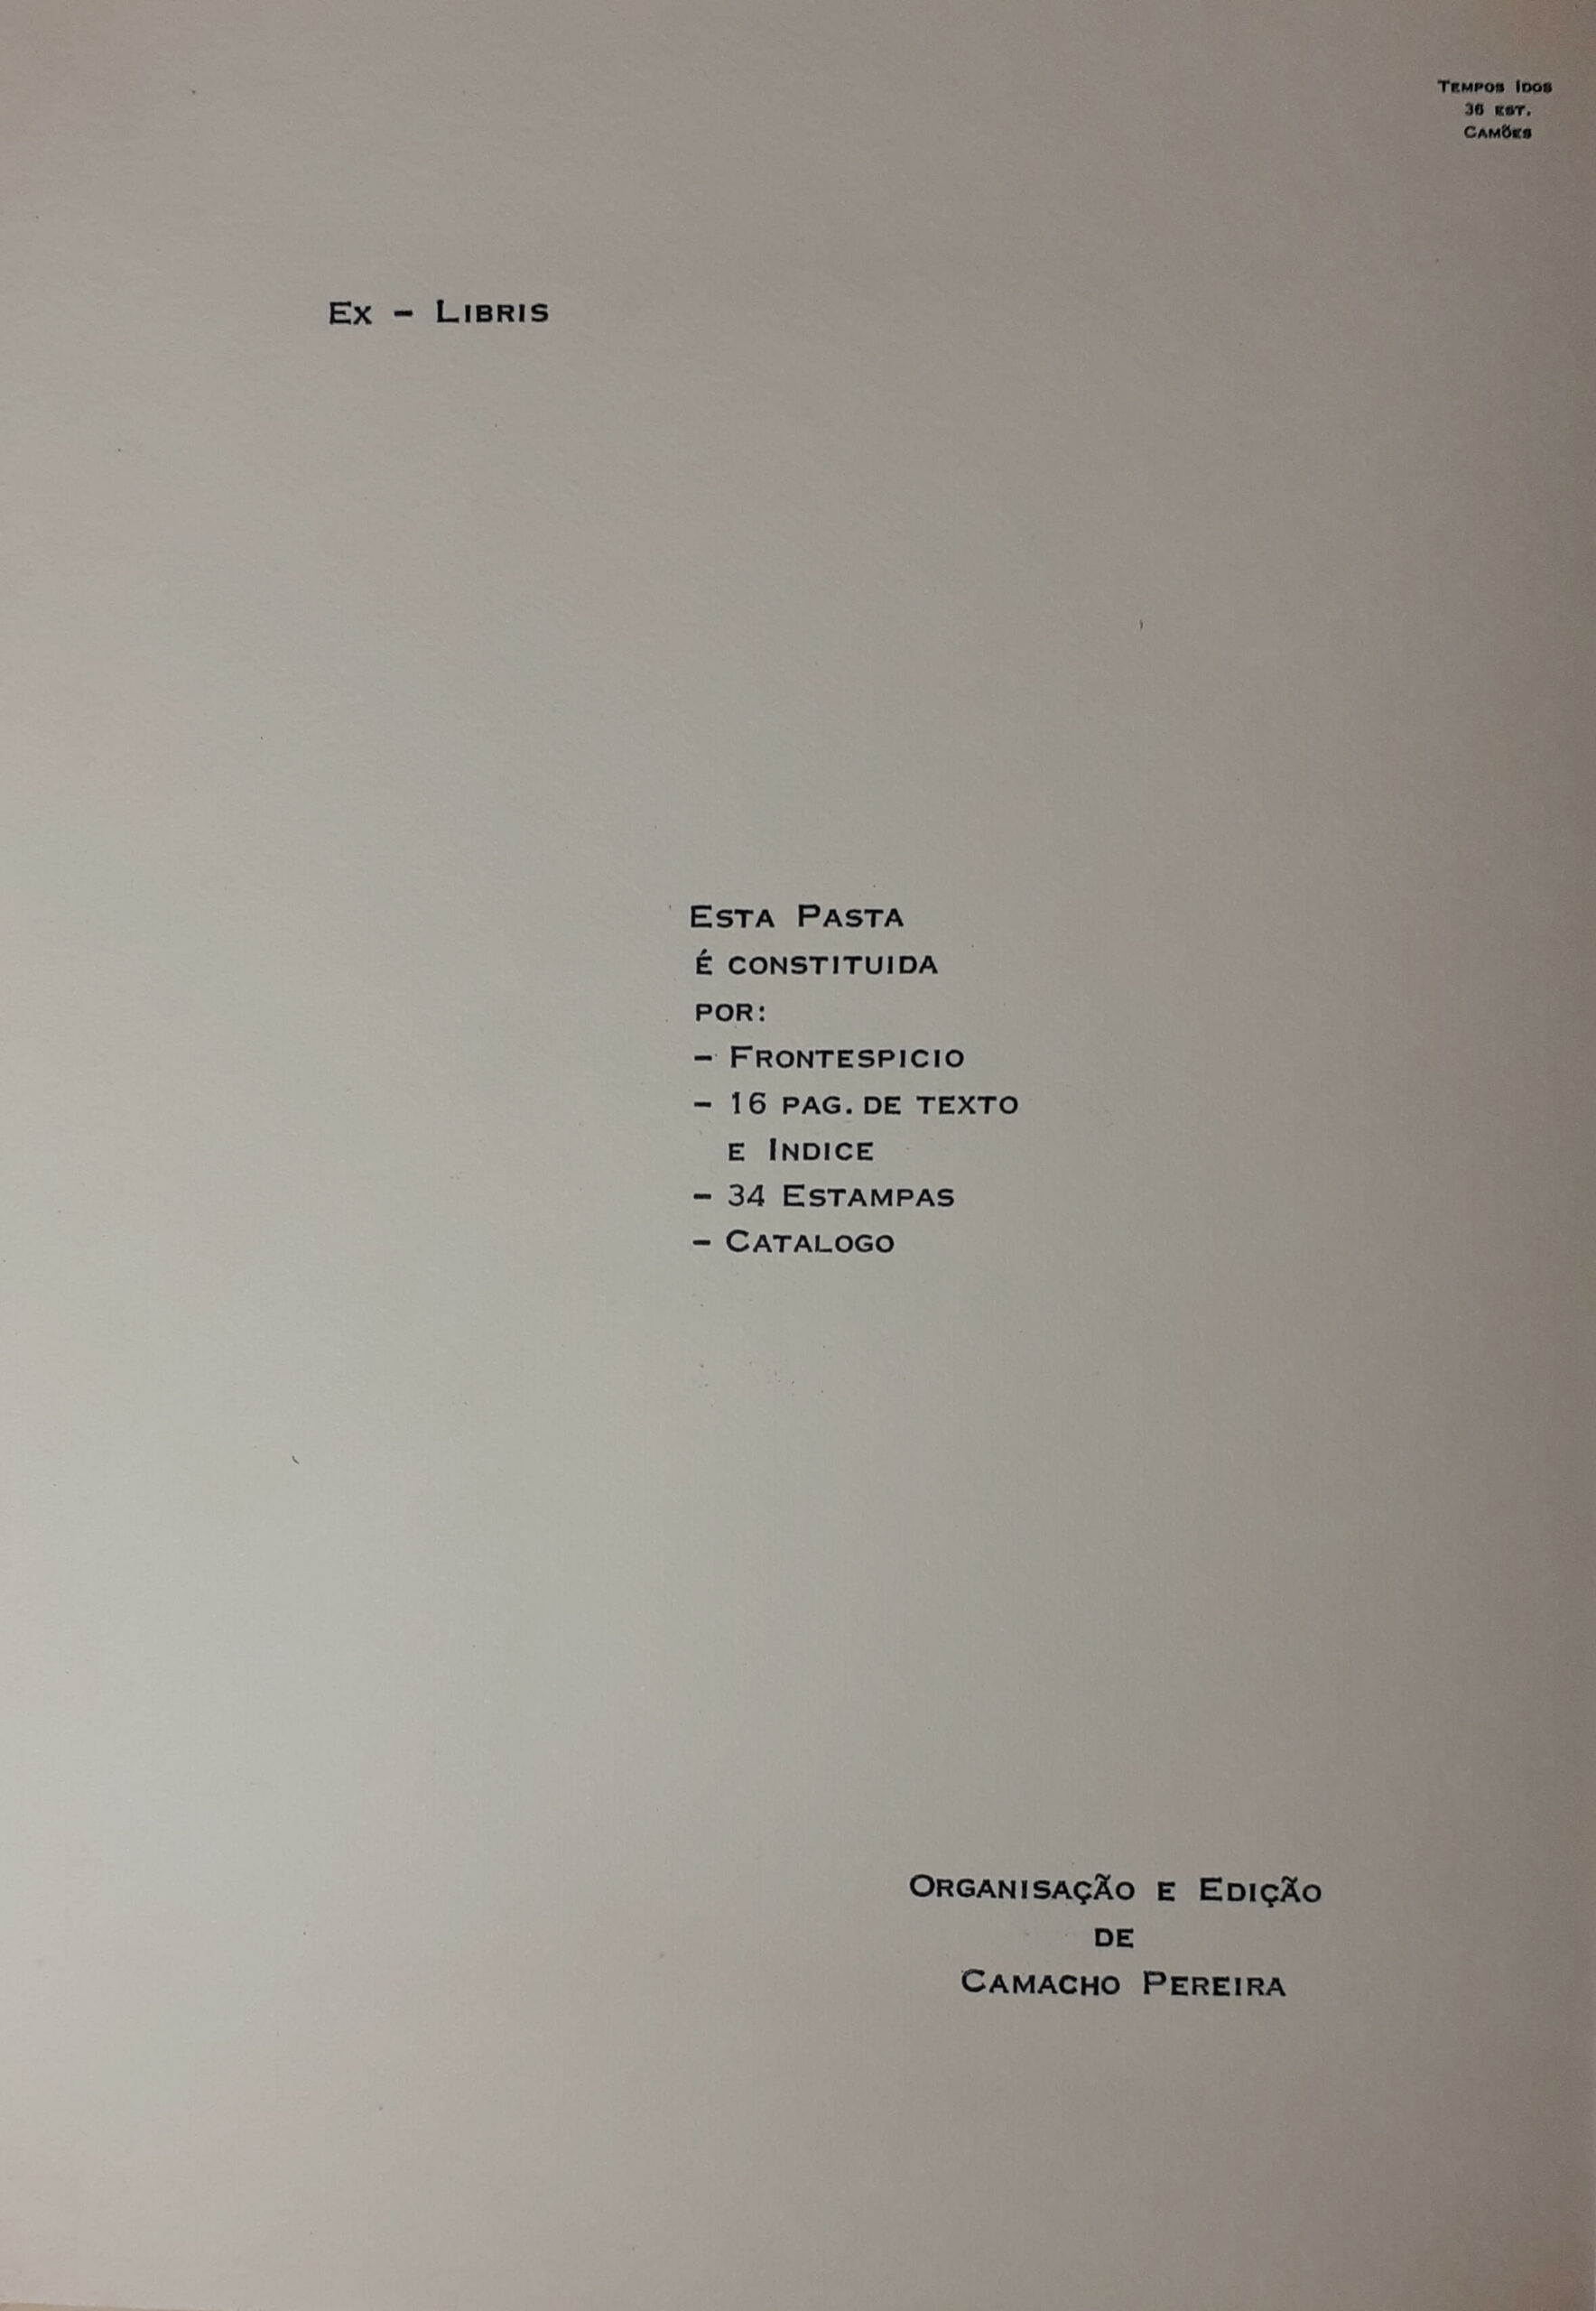 Tempos Idos
36 est.
Camões
Ex - Libris
Esta Pasta
é constituida
por:
- Frontespicio
- 16 pag. de texto
e Indice
- 34 Estampas
- Catalogo
Organisação e Edição
de
Camacho Pereira